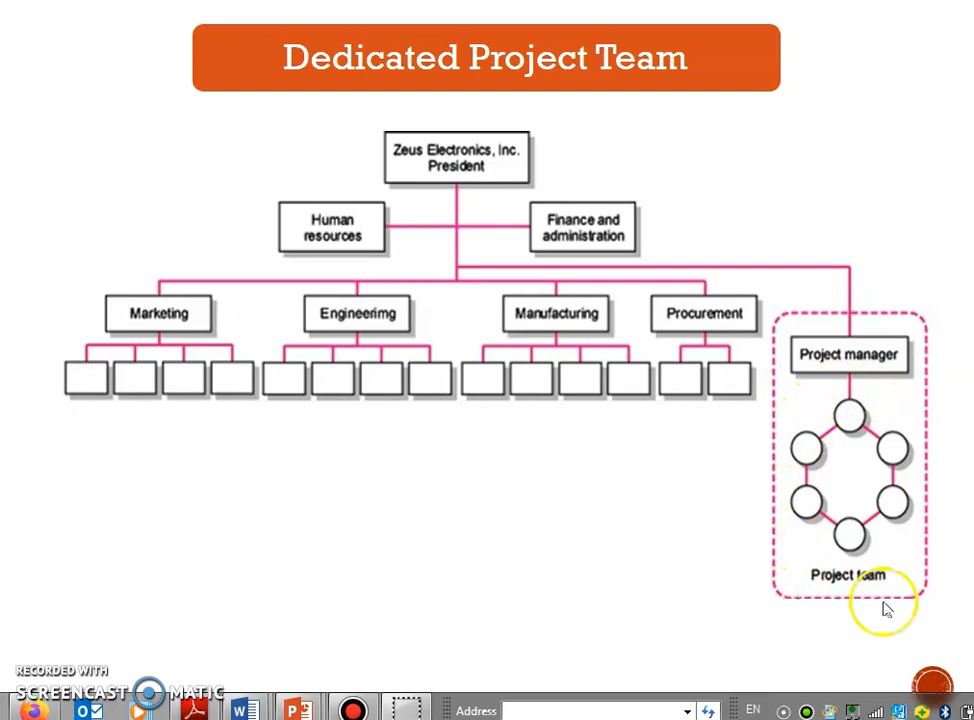 Dedicated Project Team
Zeus Electronics, Inc.
President
Human
resources
Finance and
administration
Marketing
Engineering
Manufacturing
Procurement
Project manager
Project team
RECORDED WITH
SCREENCAST MATIC
Address
EN